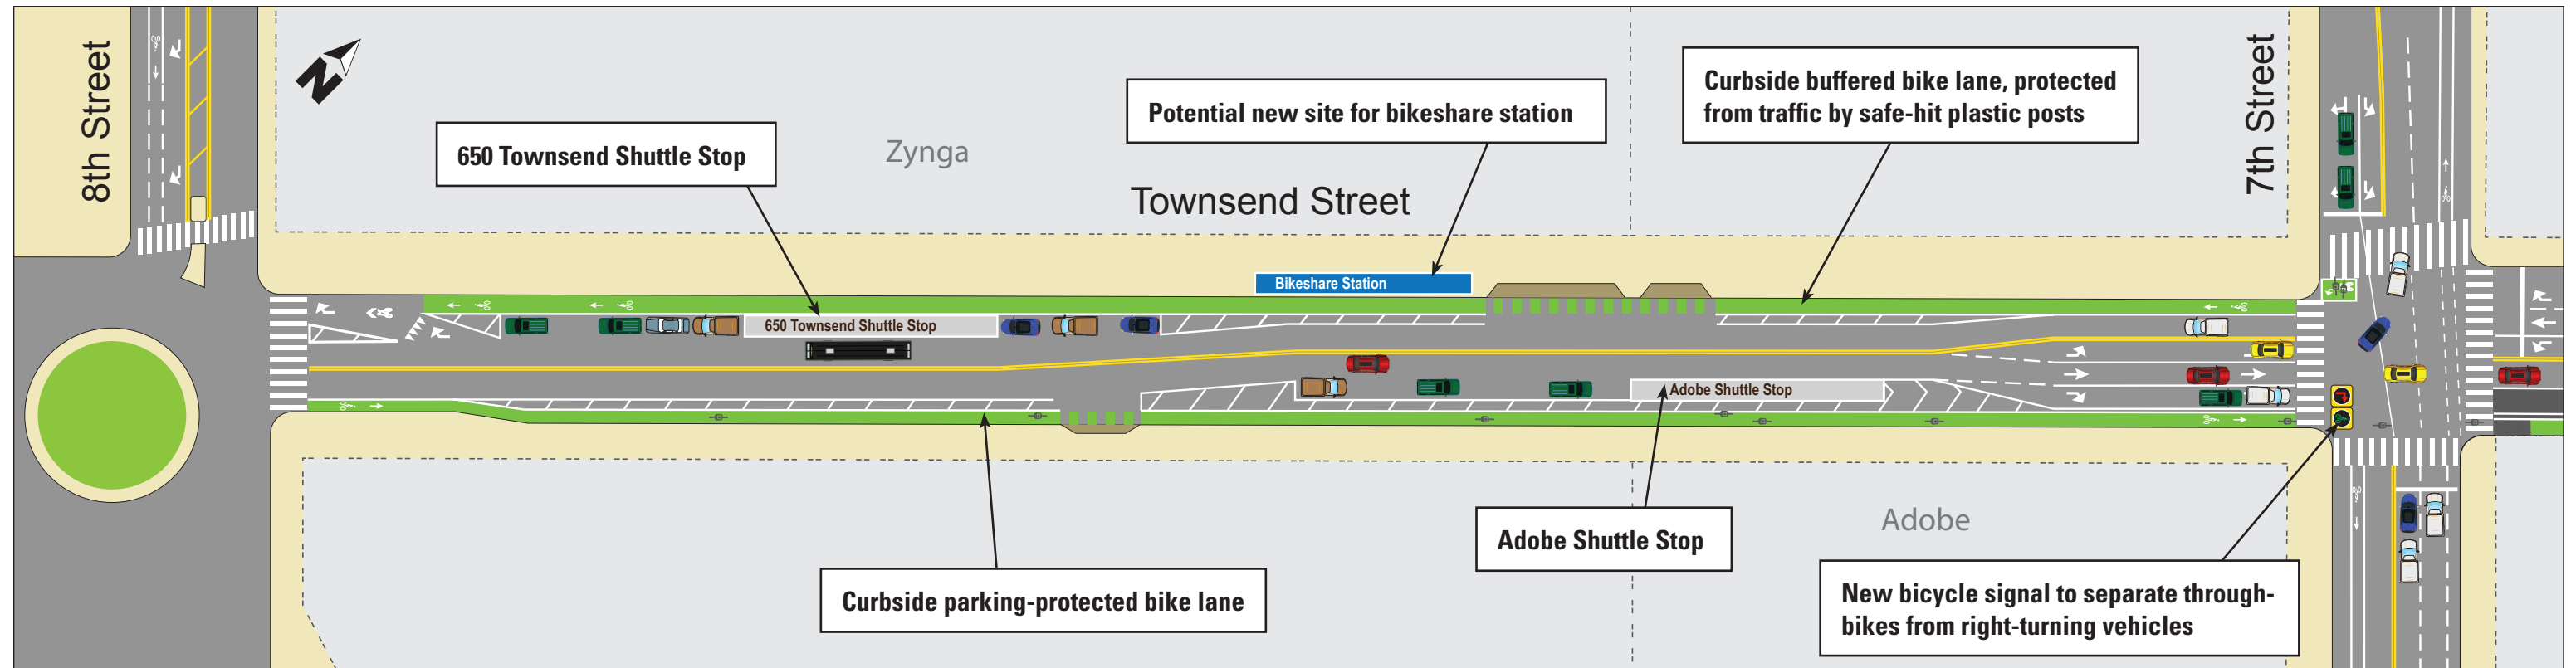 8th Street
N
650 Townsend Shuttle Stop
Zynga
Potential new site for bikeshare station
Townsend Street
Curbside buffered bike lane, protected
from traffic by safe-hit plastic posts
7th Street
Bikeshare Station
650 Townsend Shuttle Stop
Adobe Shuttle Stop
Curbside parking-protected bike lane
Adobe Shuttle Stop
Adobe
New bicycle signal to separate through-
bikes from right-turning vehicles